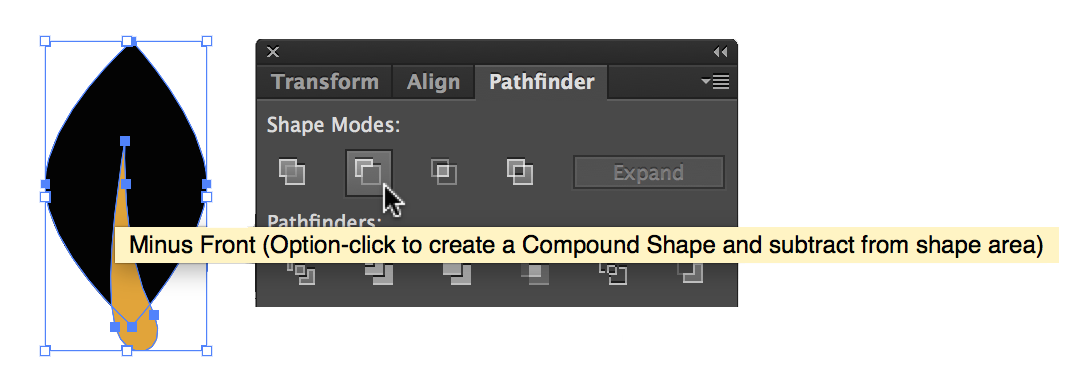 Transform Align Pathfinder
Shape Modes:
Expand
Pathfinders:
Minus Front (Option-click to create a Compound Shape and subtract from shape area)